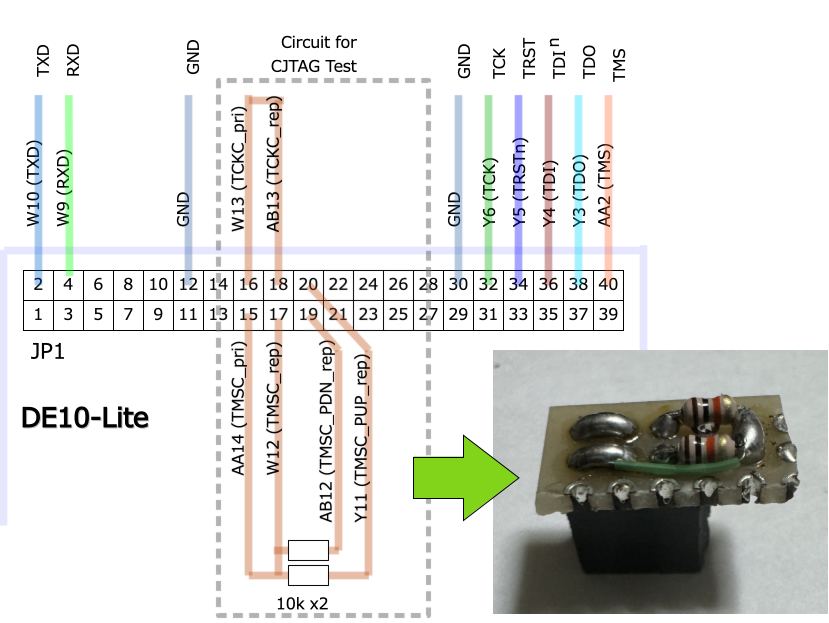 TXD
RXD
GND
Circuit for
CJTAG Test
GND
TCK
TRST
n
TDI
TDO
TMS
W10 (TXD)
W9 (RXD)
GND
W13 (TCKC_pri)
AB13 (TCKC_rep)
GND
Y6 (TCK)
Y5 (TRSTn)
Y4 (TDI)
Y3 (TDO)
AA2 (TMS)
2 4 6 8 10 12 14 16 18 20 22 24 26 28 30 32 34 36 38 40
1 3 5 7 9 11 13 15 17 19 21 23 25 27 29 31 33 35 37 39
JP1
DE10-Lite
AA14 (TMSC_pri)
W12 (TMSC_rep)
AB12 (TMSC_PDN_rep)
Y11 (TMSC_PUP_rep)
10k x2